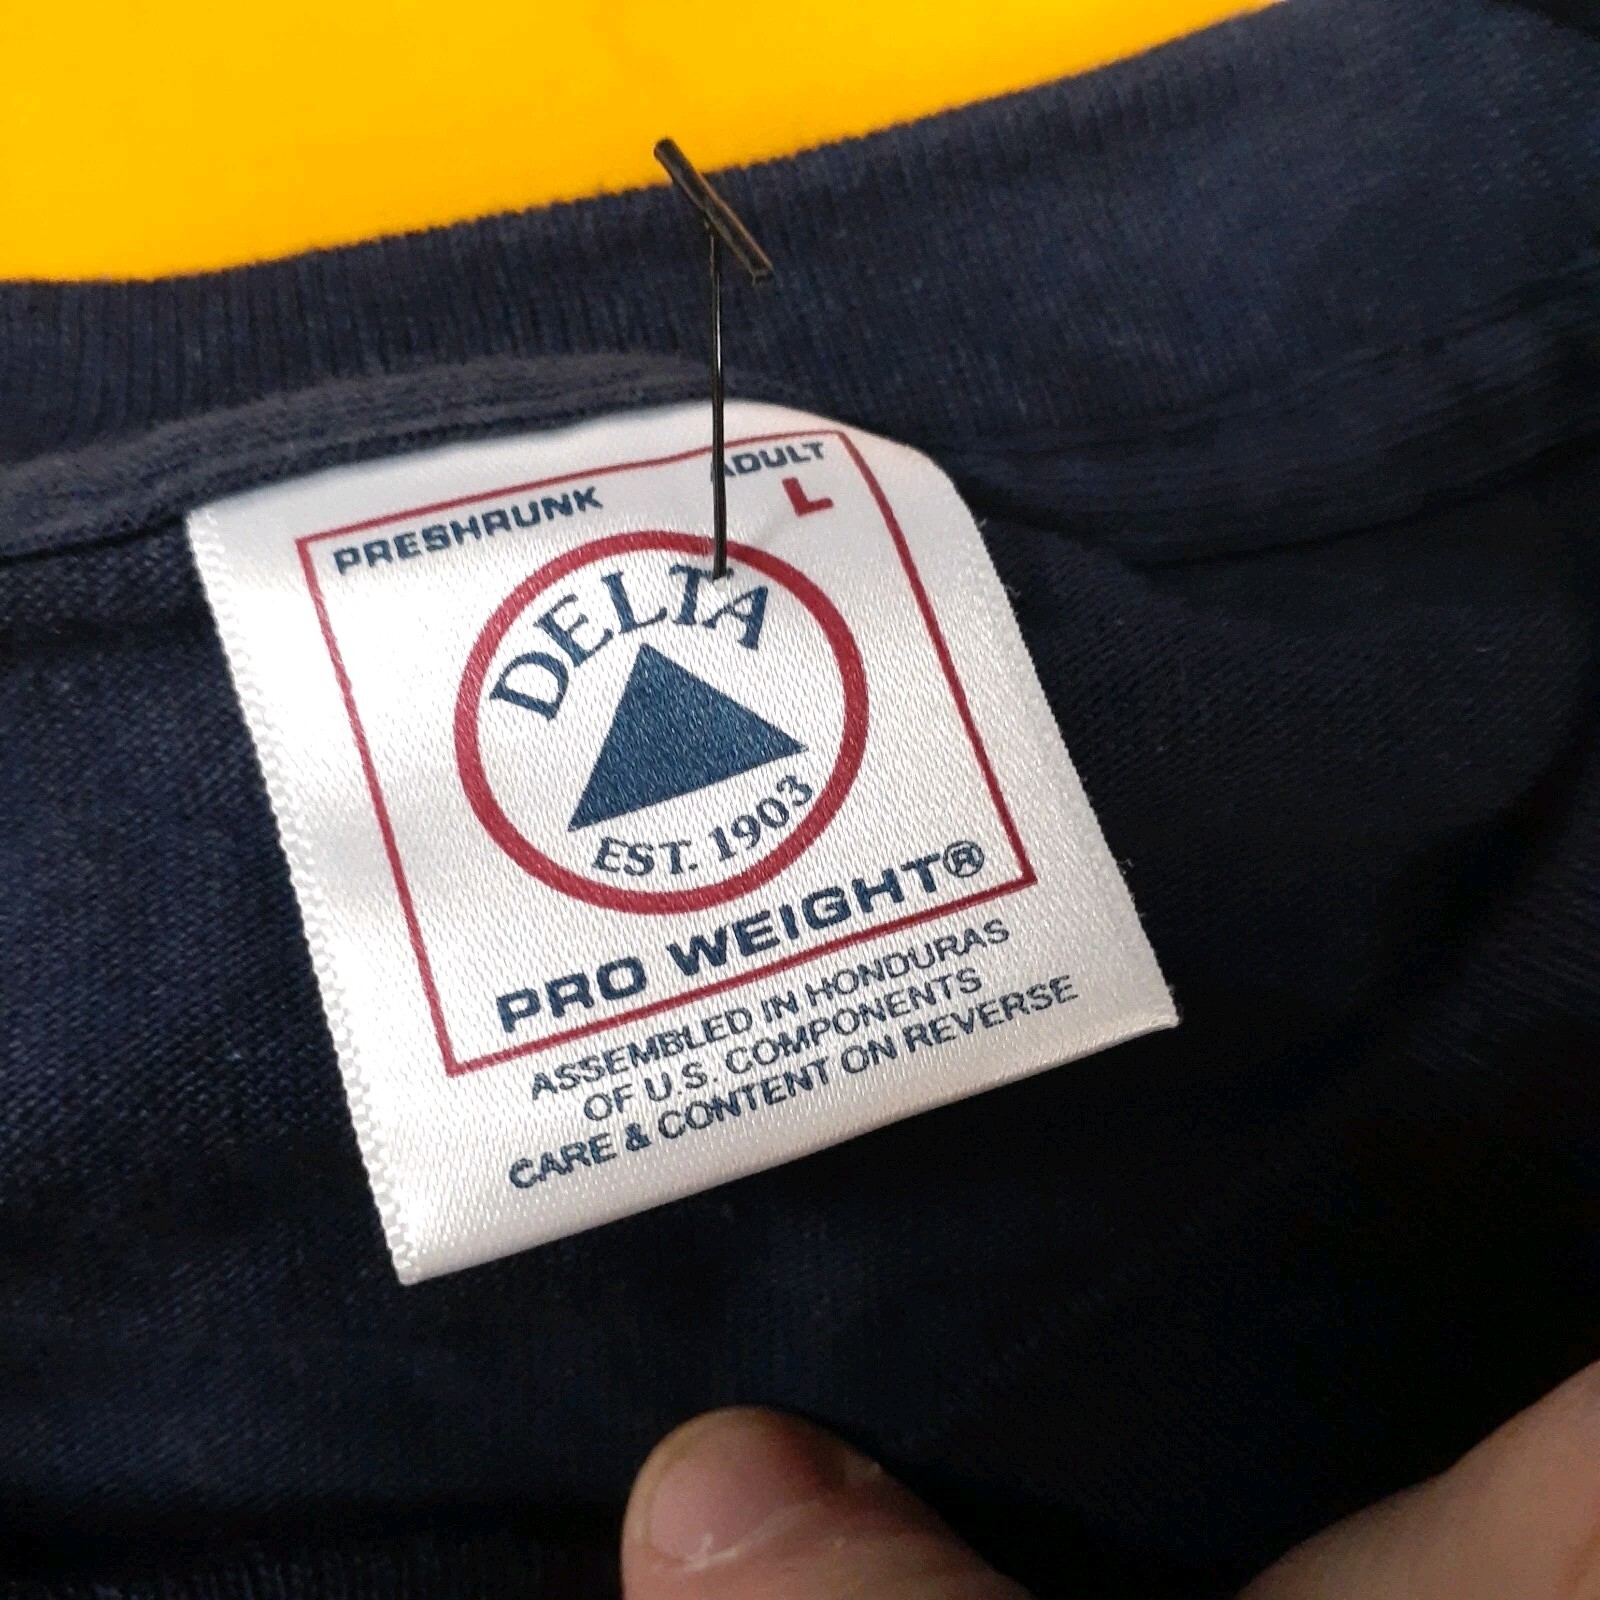 PRESHRUNK
ADULT
L
DELTA
EST. 1903
PRO WEIGHT®
ASSEMBLED IN HONDURAS
OF U.S. COMPONENTS
CARE & CONTENT ON REVERSE